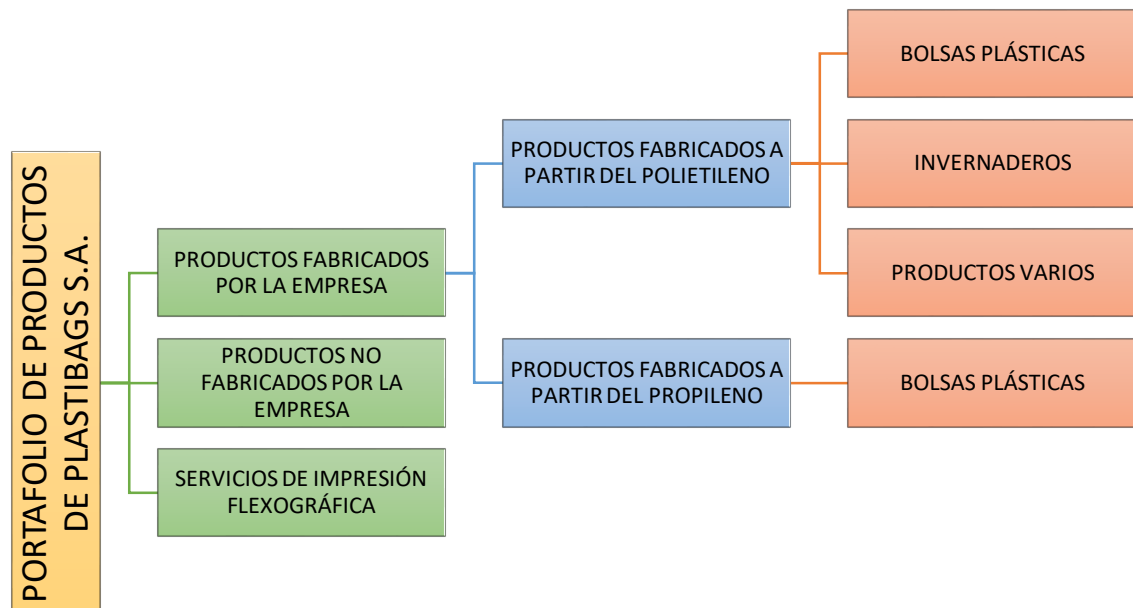 PORTAFOLIO DE PRODUCTOS
DE PLASTIBAGS S.A.
PRODUCTOS FABRICADOS
POR LA EMPRESA
PRODUCTOS NO
FABRICADOS POR LA
EMPRESA
SERVICIOS DE IMPRESIÓN
FLEXOGRÁFICA
PRODUCTOS FABRICADOS A
PARTIR DEL POLIETILENO
PRODUCTOS FABRICADOS A
PARTIR DEL PROPILENO
BOLSAS PLÁSTICAS
INVERNADEROS
PRODUCTOS VARIOS
BOLSAS PLÁSTICAS